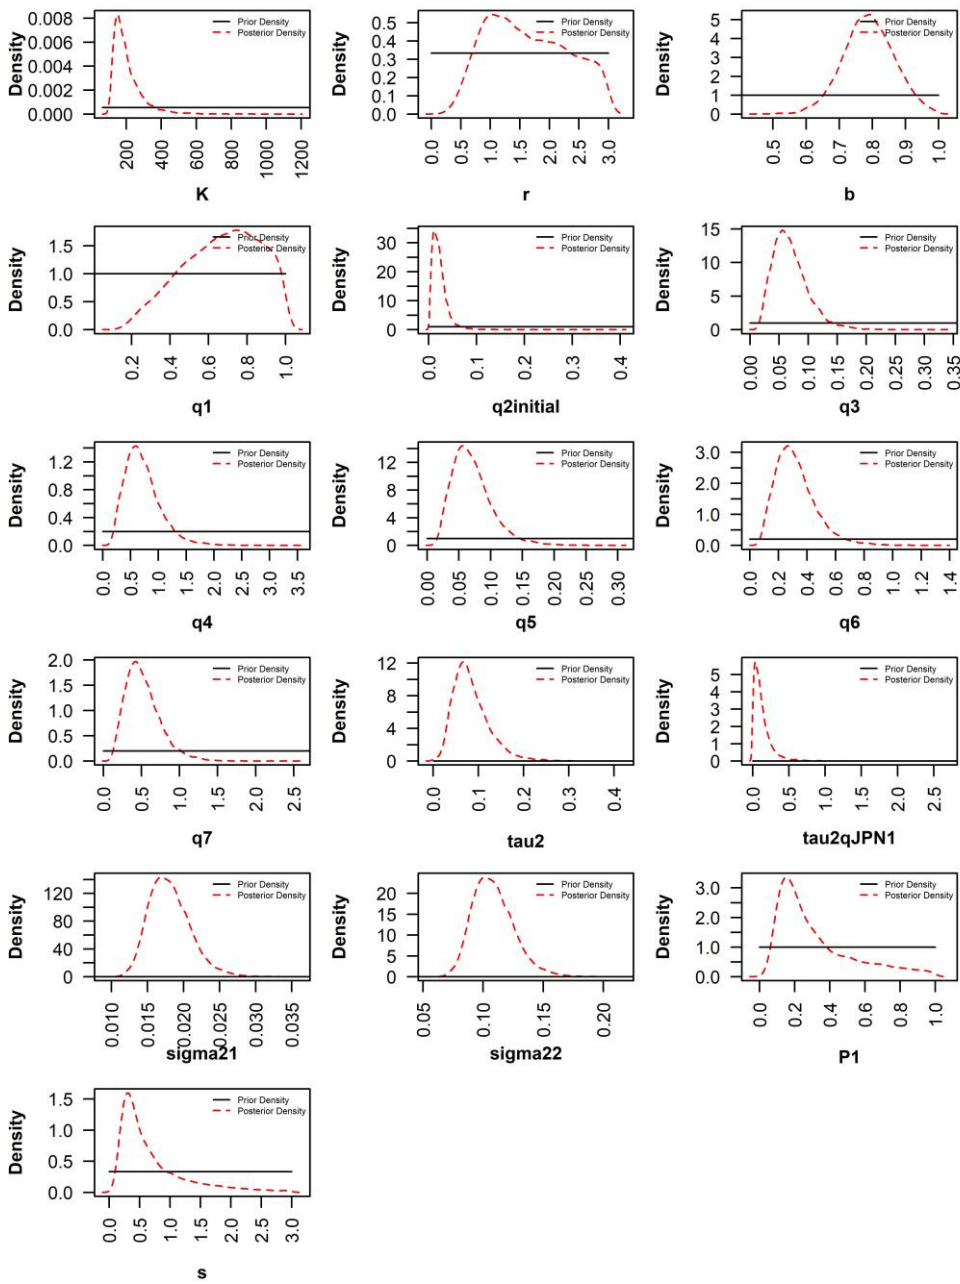 Density
0.008
0.006
0.004
0.002
0.000
Prior Density
Posterior Density
200
400
600
800
1000
1200
K
Density
0.5
0.4
0.3
0.2
0.1
0.0
Prior Density
Posterior Density
0.0
0.5
1.0
1.5
2.0
2.5
3.0
r
Density
5
4
3
2
1
0
Prior Density
Posterior Density
0.5
0.6
0.7
0.8
0.9
1.0
b
Density
1.5
1.0
0.5
0.0
Prior Density
Posterior Density
0.2
0.4
0.6
0.8
1.0
q1
Density
30
20
10
0
Prior Density
Posterior Density
0.0
0.1
0.2
0.3
0.4
q2initial
Density
15
10
5
0
Prior Density
Posterior Density
0.00
0.05
0.10
0.15
0.20
0.25
0.30
0.35
q3
Density
1.2
0.8
0.4
0.0
Prior Density
Posterior Density
0.0
0.5
1.0
1.5
2.0
2.5
3.0
3.5
q4
Density
12
8
4
0
Prior Density
Posterior Density
0.00
0.05
0.10
0.15
0.20
0.25
0.30
q5
Density
3.0
2.0
1.0
0.0
Prior Density
Posterior Density
0.0
0.2
0.4
0.6
0.8
1.0
1.2
1.4
q6
Density
2.0
1.5
1.0
0.5
0.0
Prior Density
Posterior Density
0.0
0.5
1.0
1.5
2.0
2.5
q7
Density
12
8
4
0
Prior Density
Posterior Density
0.0
0.1
0.2
0.3
0.4
tau2
Density
5
4
3
2
1
0
Prior Density
Posterior Density
0.0
0.5
1.0
1.5
2.0
2.5
tau2qJPN1
Density
120
80
40
0
Prior Density
Posterior Density
0.010
0.015
0.020
0.025
0.030
0.035
sigma21
Density
20
15
10
5
0
Prior Density
Posterior Density
0.05
0.10
0.15
0.20
sigma22
Density
3.0
2.0
1.0
0.0
Prior Density
Posterior Density
0.0
0.2
0.4
0.6
0.8
1.0
P1
Density
1.5
1.0
0.5
0.0
Prior Density
Posterior Density
0.0
0.5
1.0
1.5
2.0
2.5
3.0
s